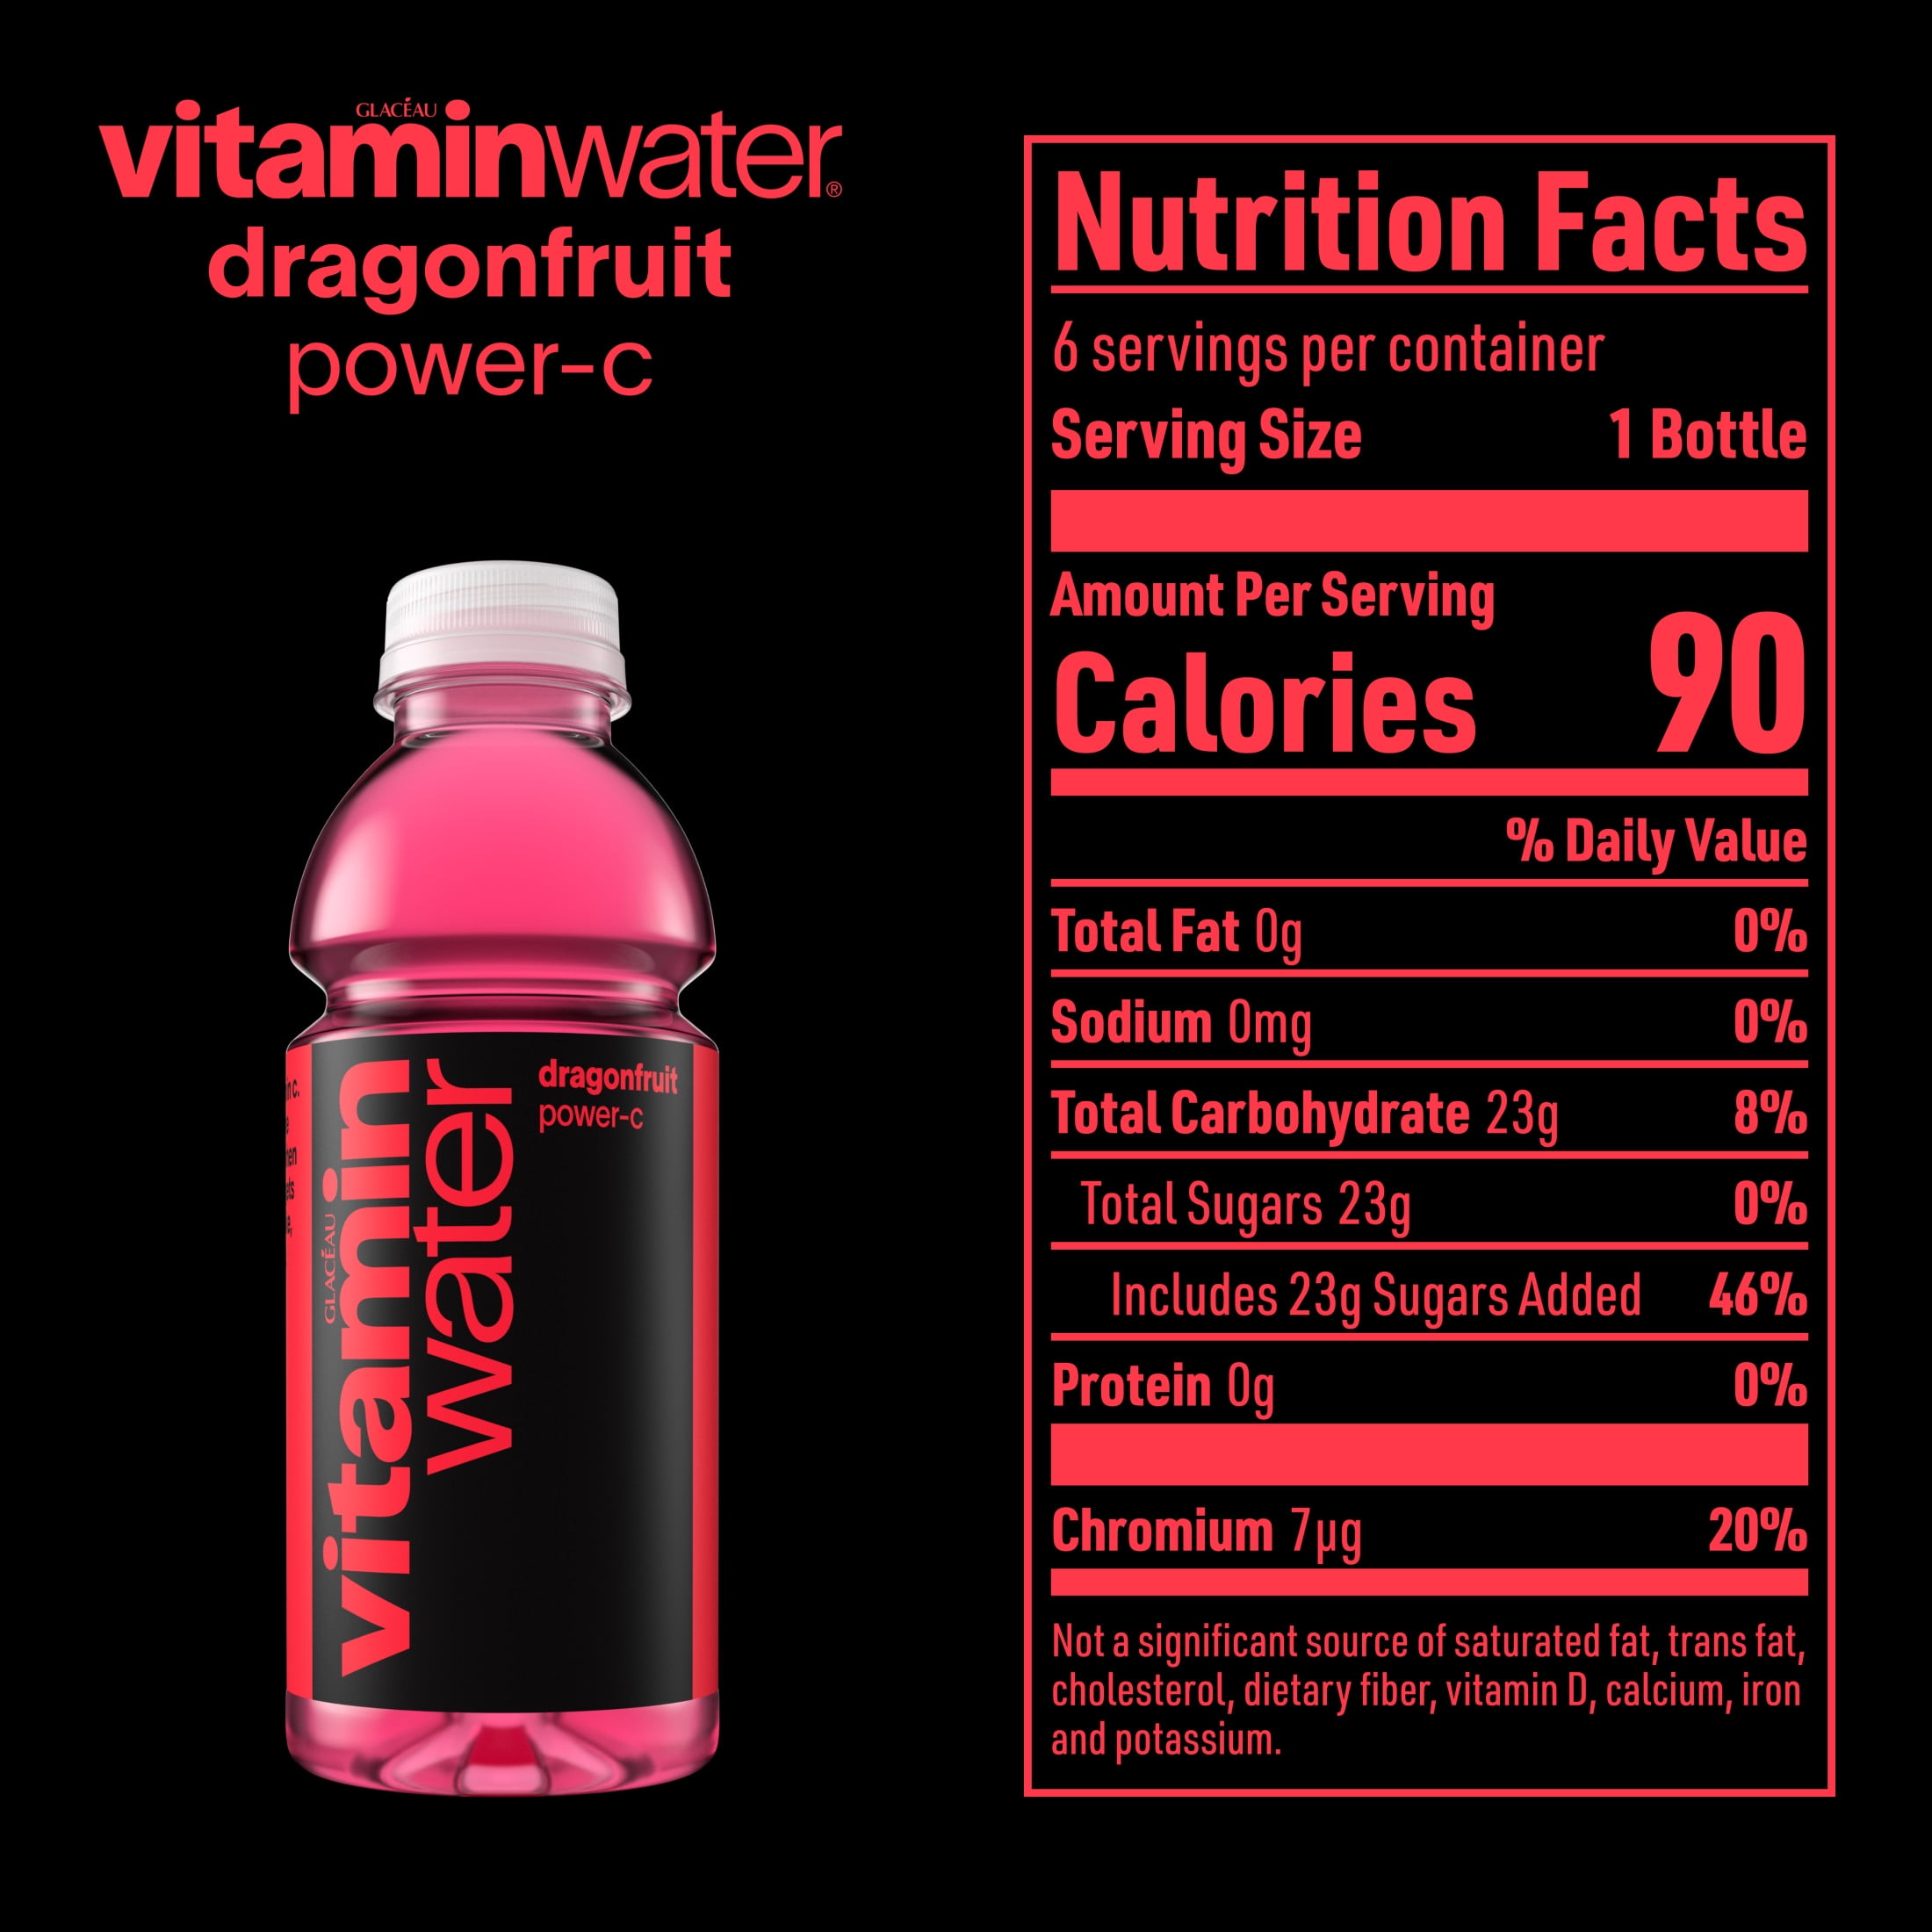 GLACÉAU
vitaminwater®
dragonfruit
power-c
Nutrition Facts
6 servings per container
Serving Size 1 Bottle
Amount Per Serving
Calories 90
% Daily Value
Total Fat 0g 0%
Sodium 0mg 0%
Total Carbohydrate 23g 8%
Total Sugars 23g 0%
Includes 23g Sugars Added 46%
Protein 0g 0%
Chromium 7µg 20%
Not a significant source of saturated fat, trans fat,
cholesterol, dietary fiber, vitamin D, calcium, iron
and potassium.
GLACÉAU
vitamin
water
dragonfruit
power-c